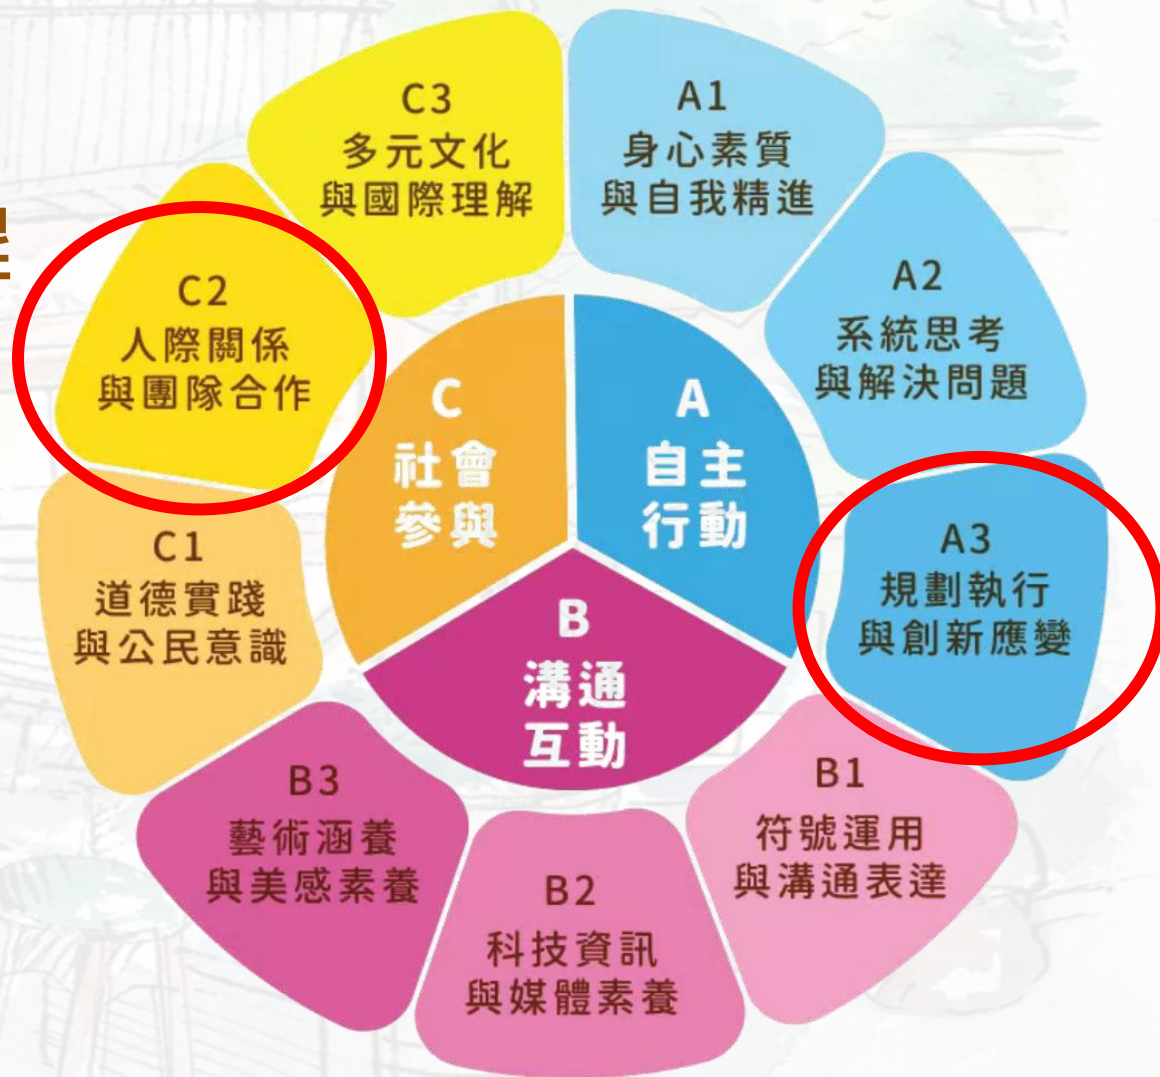 A
自主
行動
A1
身心素質
與自我精進
A2
系統思考
與解決問題
A3
規劃執行
與創新應變
B
溝通
互動
B1
符號運用
與溝通表達
B2
科技資訊
與媒體素養
B3
藝術涵養
與美感素養
C
社會
參與
C1
道德實踐
與公民意識
C2
人際關係
與團隊合作
C3
多元文化
與國際理解